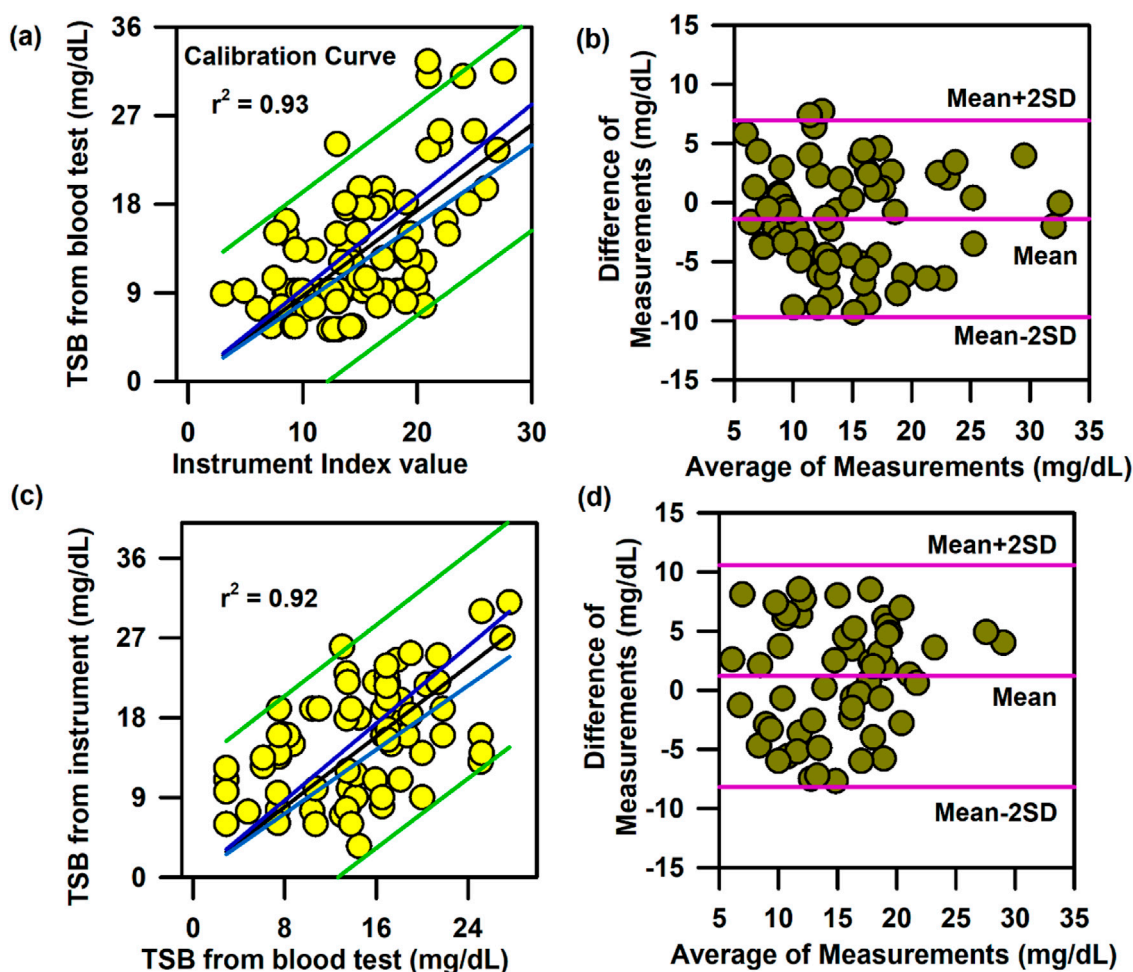 (a)
Calibration Curve
r² = 0.93
TSB from blood test (mg/dL)
36
27
18
9
0
0 10 20 30
Instrument Index value
(b)
Difference of
Measurements (mg/dL)
15
10
5
0
-5
-10
-15
Mean+2SD
Mean
Mean-2SD
5 10 15 20 25 30 35
Average of Measurements (mg/dL)
(c)
r² = 0.92
TSB from instrument (mg/dL)
36
27
18
9
0
0 8 16 24
TSB from blood test (mg/dL)
(d)
Difference of
Measurements (mg/dL)
15
10
5
0
-5
-10
-15
Mean+2SD
Mean
Mean-2SD
5 10 15 20 25 30 35
Average of Measurements (mg/dL)